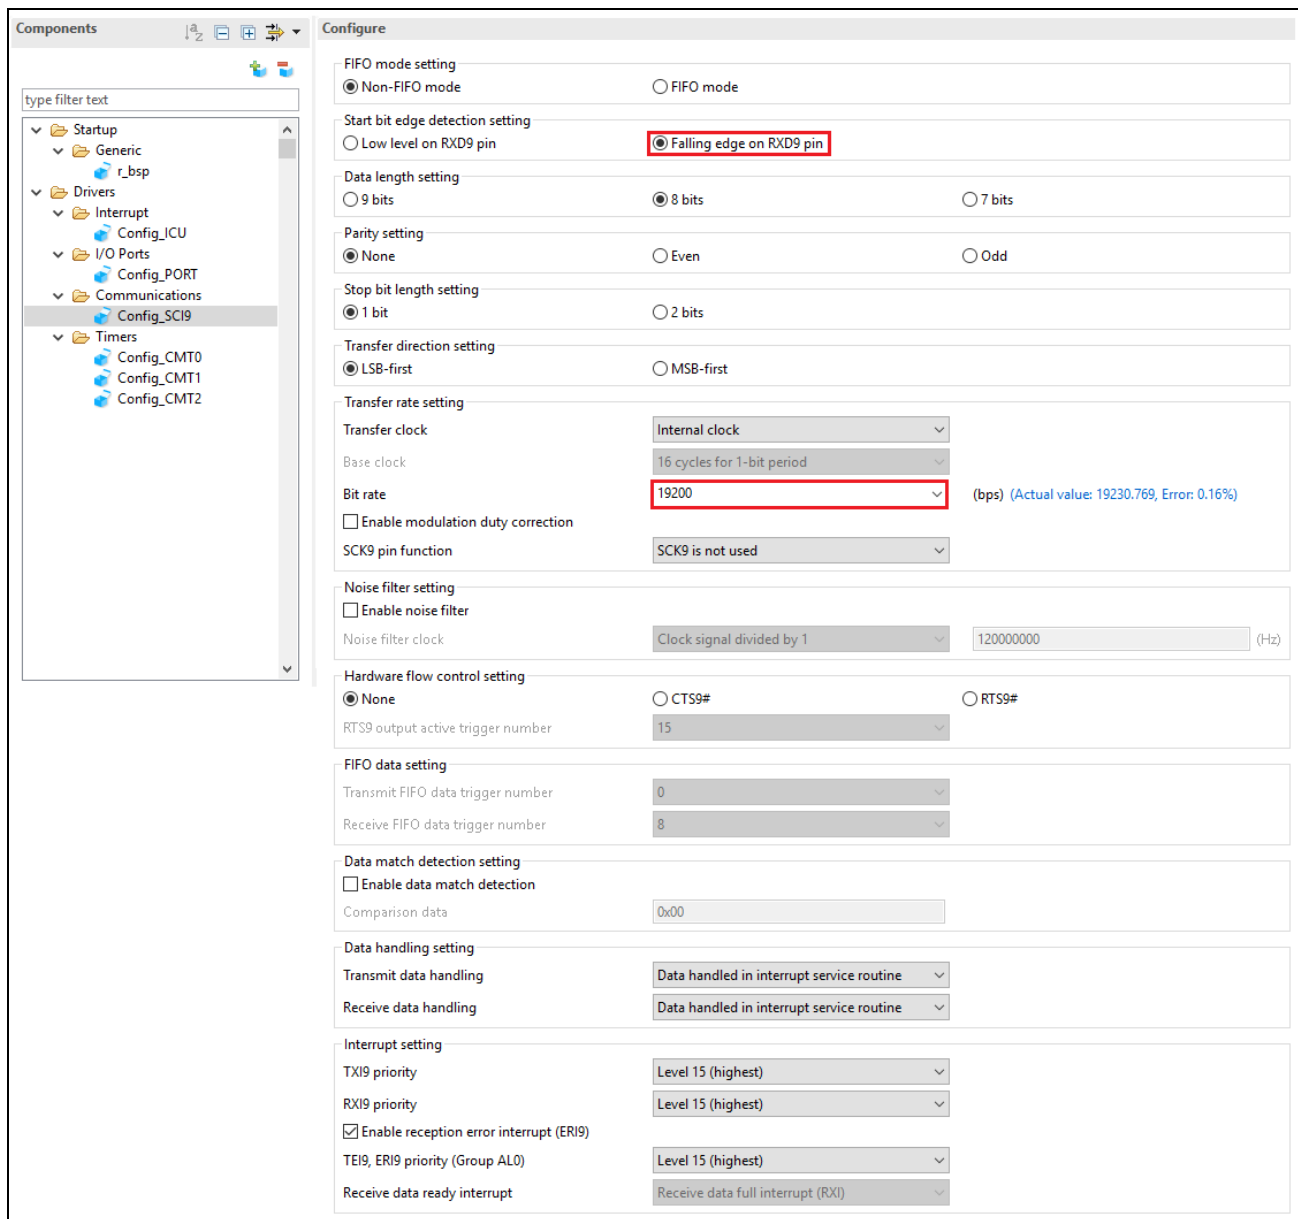 Components
Configure
type filter text
Startup
Generic
r_bsp
Drivers
Interrupt
Config_ICU
I/O Ports
Config_PORT
Communications
Config_SCI9
Timers
Config_CMT0
Config_CMT1
Config_CMT2
FIFO mode setting
Non-FIFO mode FIFO mode
Start bit edge detection setting
Low level on RXD9 pin Falling edge on RXD9 pin
Data length setting
9 bits 8 bits 7 bits
Parity setting
None Even Odd
Stop bit length setting
1 bit 2 bits
Transfer direction setting
LSB-first MSB-first
Transfer rate setting
Transfer clock Internal clock
Base clock 16 cycles for 1-bit period
Bit rate 19200 (bps) (Actual value: 19230.769, Error: 0.16%)
Enable modulation duty correction
SCK9 pin function SCK9 is not used
Noise filter setting
Enable noise filter
Noise filter clock Clock signal divided by 1 120000000 (Hz)
Hardware flow control setting
None CTS9# RTS9#
RTS9 output active trigger number 15
FIFO data setting
Transmit FIFO data trigger number 0
Receive FIFO data trigger number 8
Data match detection setting
Enable data match detection
Comparison data 0x00
Data handling setting
Transmit data handling Data handled in interrupt service routine
Receive data handling Data handled in interrupt service routine
Interrupt setting
TXI9 priority Level 15 (highest)
RXI9 priority Level 15 (highest)
Enable reception error interrupt (ERI9)
TEI9, ERI9 priority (Group AL0) Level 15 (highest)
Receive data ready interrupt Receive data full interrupt (RXI)